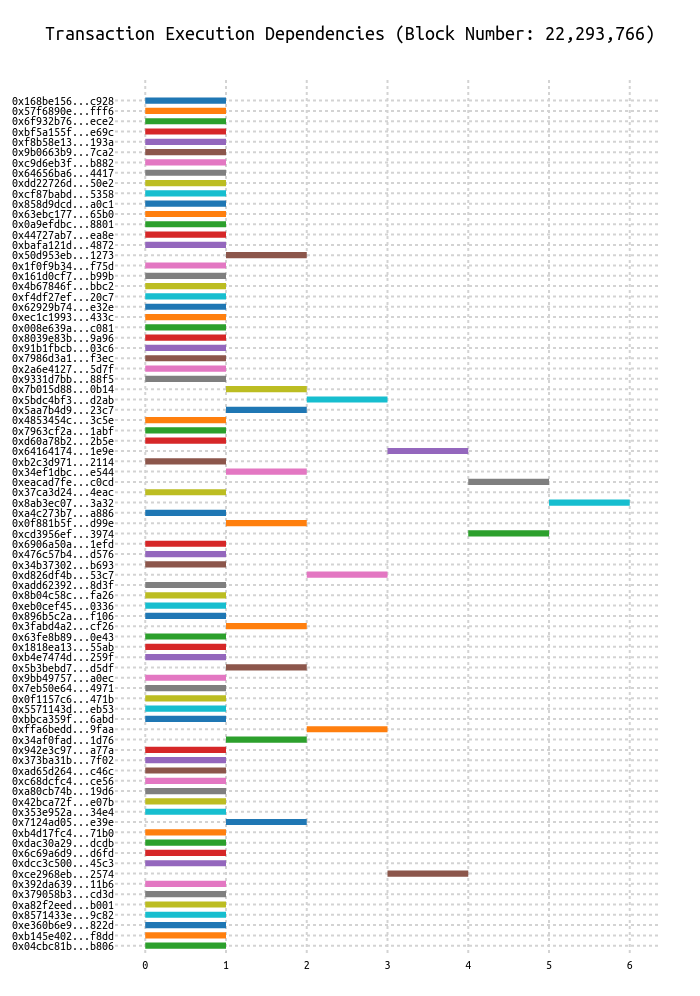 Transaction Execution Dependencies (Block Number: 22,293,766)
0x168be156...c928
0x57f6890e...fff6
0x6f932b76...ece2
0xbf5a155f...e69c
0xf8b58e13...193a
0x9b0663b9...7ca2
0xc9d6eb3f...b882
0x64656ba6...4417
0xdd22726d...50e2
0xcf87babd...5358
0x858d9dcd...a0c1
0x63ebc177...65b0
0x0a9efdbc...8801
0x44727ab7...ea8e
0xbafa121d...4872
0x50d953eb...1273
0x1f0f9b34...f75d
0x161d0cf7...b99b
0x4b67846f...bbc2
0xf4df27ef...20c7
0x62929b74...e32e
0xec1c1993...433c
0x008e639a...c081
0x8039e83b...9a96
0x91b1fbcb...03c6
0x7986d3a1...f3ec
0x2a6e4127...5d7f
0x9331d7bb...88f5
0x7b015d88...0b14
0x5bdc4bf3...d2ab
0x5aa7b4d9...23c7
0x4853454c...3c5e
0x7963cf2a...1abf
0xd60a78b2...2b5e
0x64164174...1e9e
0xb2c3d971...2114
0x34ef1dbc...e544
0xeacad7fe...c0cd
0x37ca3d24...4eac
0x8ab3ec07...3a32
0xa4c273b7...a886
0x0f881b5f...d99e
0xcd3956ef...3974
0x6906a50a...1efd
0x476c57b4...d576
0x34b37302...b693
0xd826df4b...53c7
0xadd62392...8d3f
0x8b04c58c...fa26
0xeb0cef45...0336
0x896b5c2a...f106
0x3fabd4a2...cf26
0x63fe8b89...0e43
0x1818ea13...55ab
0xb4e7474d...259f
0x5b3bebd7...d5df
0x9bb49757...a0ec
0x7eb50e64...4971
0x0f1157c6...471b
0x5571143d...eb53
0xbbca359f...6abd
0xffa6bedd...9faa
0x34af0fad...1d76
0x942e3c97...a77a
0x373ba31b...7f02
0xad65d264...c46c
0xc68dcfc4...ce56
0xa80cb74b...19d6
0x42bca72f...e07b
0x353e952a...34e4
0x7124ad05...e39e
0xb4d17fc4...71b0
0xdac30a29...dcdb
0x6c69a6d9...d6fd
0xdcc3c500...45c3
0xce2968eb...2574
0x392da639...11b6
0x379058b3...cd3d
0xa82f2eed...b001
0x8571433e...9c82
0xe360b6e9...822d
0xb145e402...f8dd
0x04cbc81b...b806
0 1 2 3 4 5 6